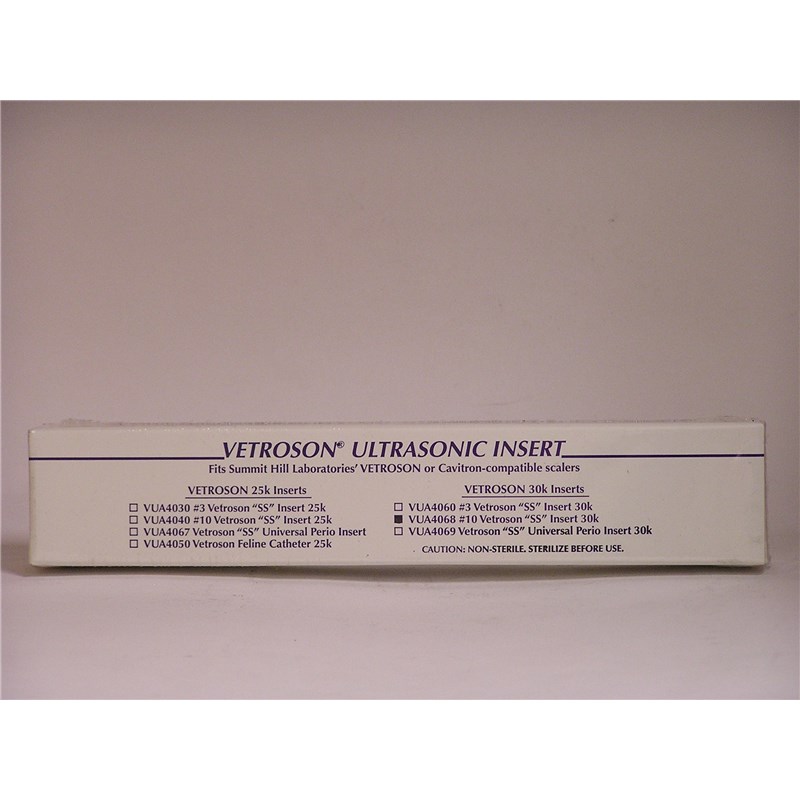 VETROSON® ULTRASONIC INSERT
Fits Summit Hill Laboratories' VETROSON or Cavitron-compatible scalers
VETROSON 25k Inserts
☐ VUA4030 #3 Vetroson "SS" Insert 25k
☐ VUA4040 #10 Vetroson "SS" Insert 25k
☐ VUA4067 Vetroson "SS" Universal Perio Insert
☐ VUA4050 Vetroson Feline Catheter 25k
VETROSON 30k Inserts
☐ VUA4060 #3 Vetroson "SS" Insert 30k
■ VUA4068 #10 Vetroson "SS" Insert 30k
☐ VUA4069 Vetroson "SS" Universal Perio Insert 30k
CAUTION: NON-STERILE. STERILIZE BEFORE USE.